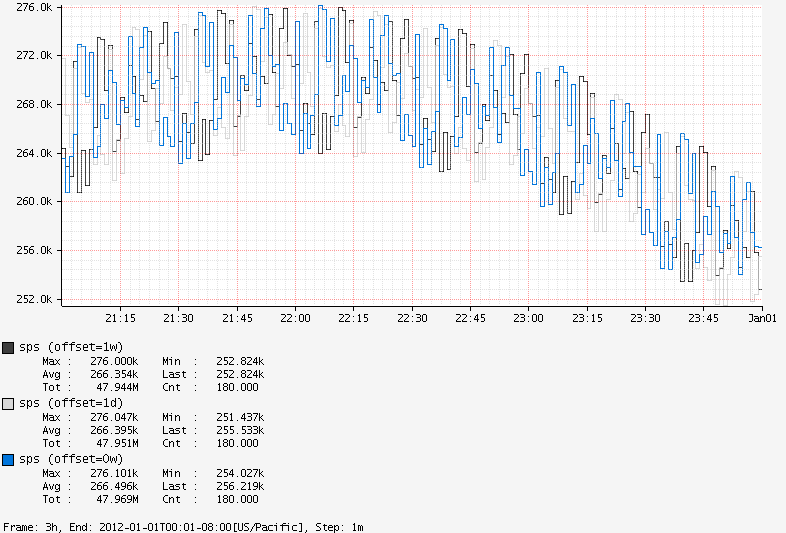 276.0k
272.0k
268.0k
264.0k
260.0k
256.0k
252.0k
21:15 21:30 21:45 22:00 22:15 22:30 22:45 23:00 23:15 23:30 23:45 Jan01
sps (offset=1w)
Max : 276.000k Min : 252.824k
Avg : 266.354k Last : 252.824k
Tot : 47.944M Cnt : 180.000
sps (offset=1d)
Max : 276.047k Min : 251.437k
Avg : 266.395k Last : 255.533k
Tot : 47.951M Cnt : 180.000
sps (offset=0w)
Max : 276.101k Min : 254.027k
Avg : 266.496k Last : 256.219k
Tot : 47.969M Cnt : 180.000
Frame: 3h, End: 2012-01-01T00:01-08:00[US/Pacific], Step: 1m